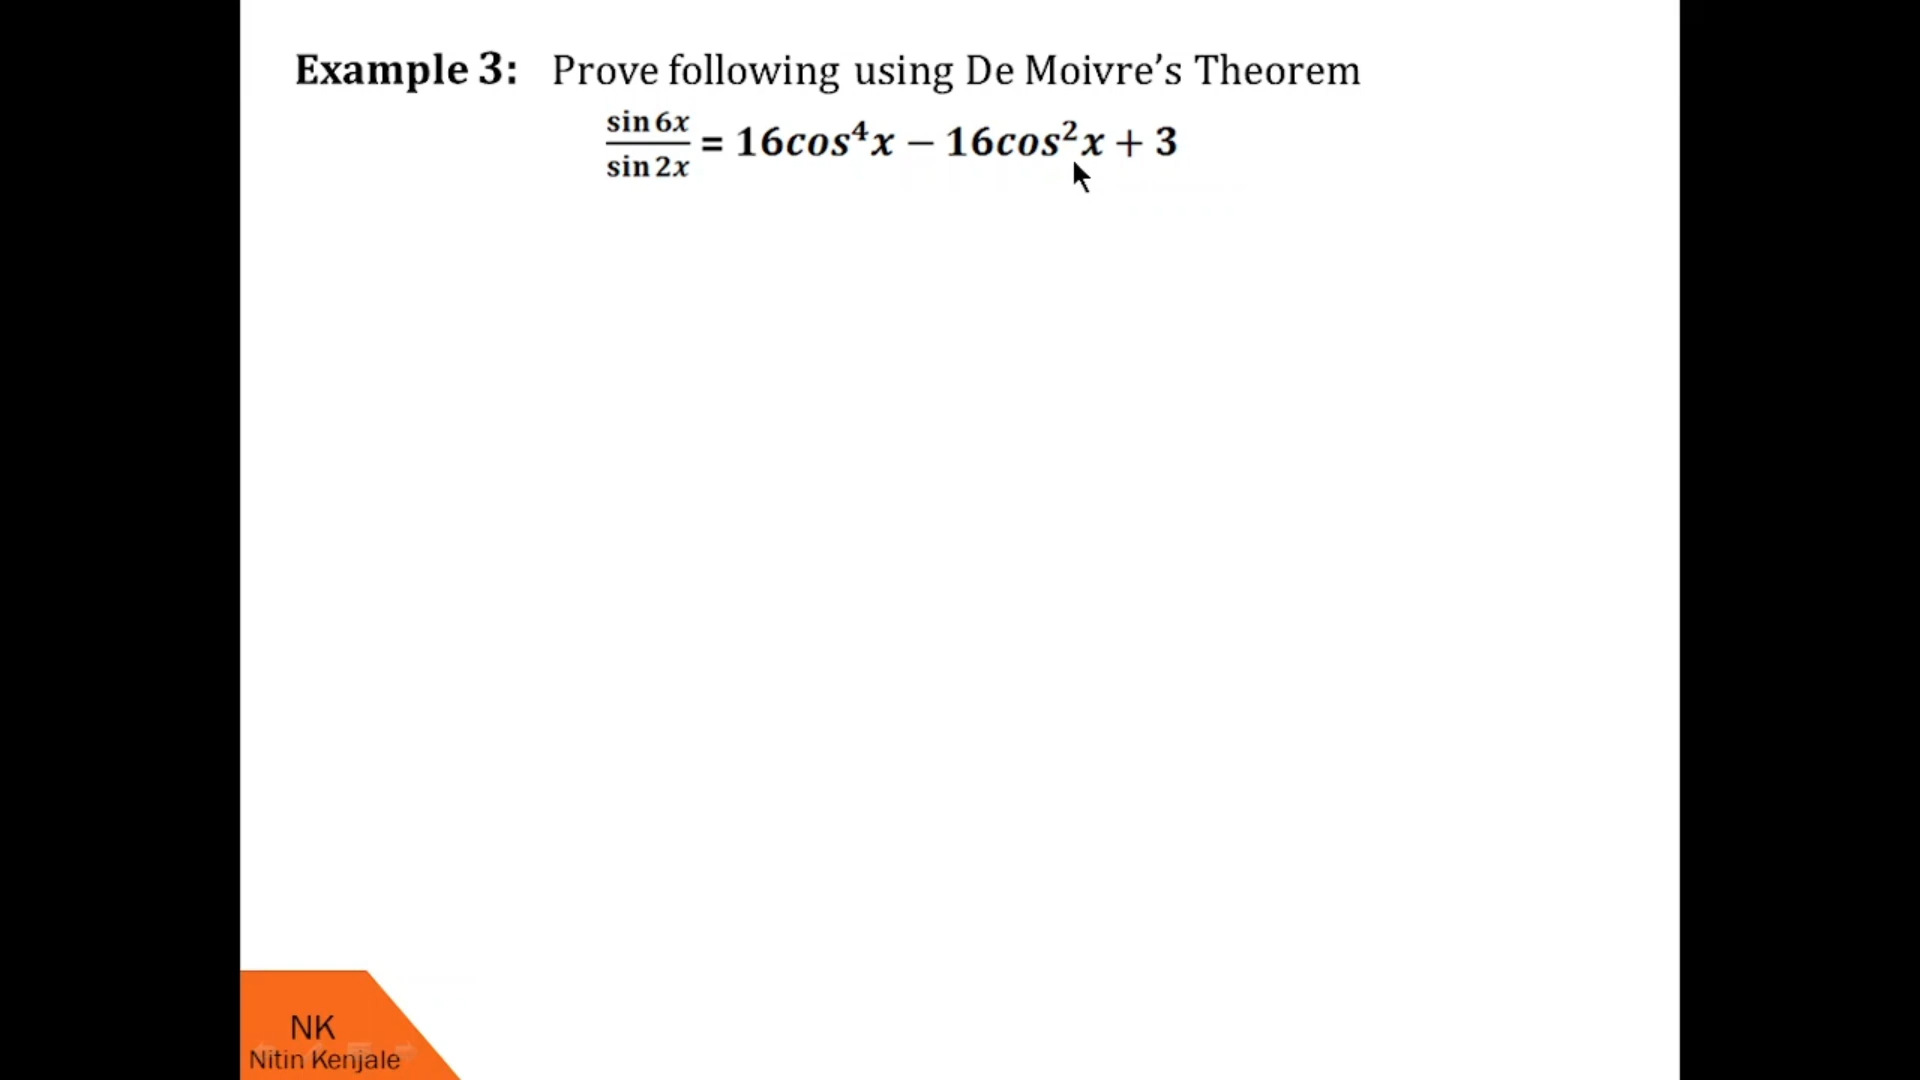 Example 3: Prove following using De Moivre’s Theorem
sin 6x / sin 2x = 16cos⁴x − 16cos²x + 3
NK
Nitin Kenjale